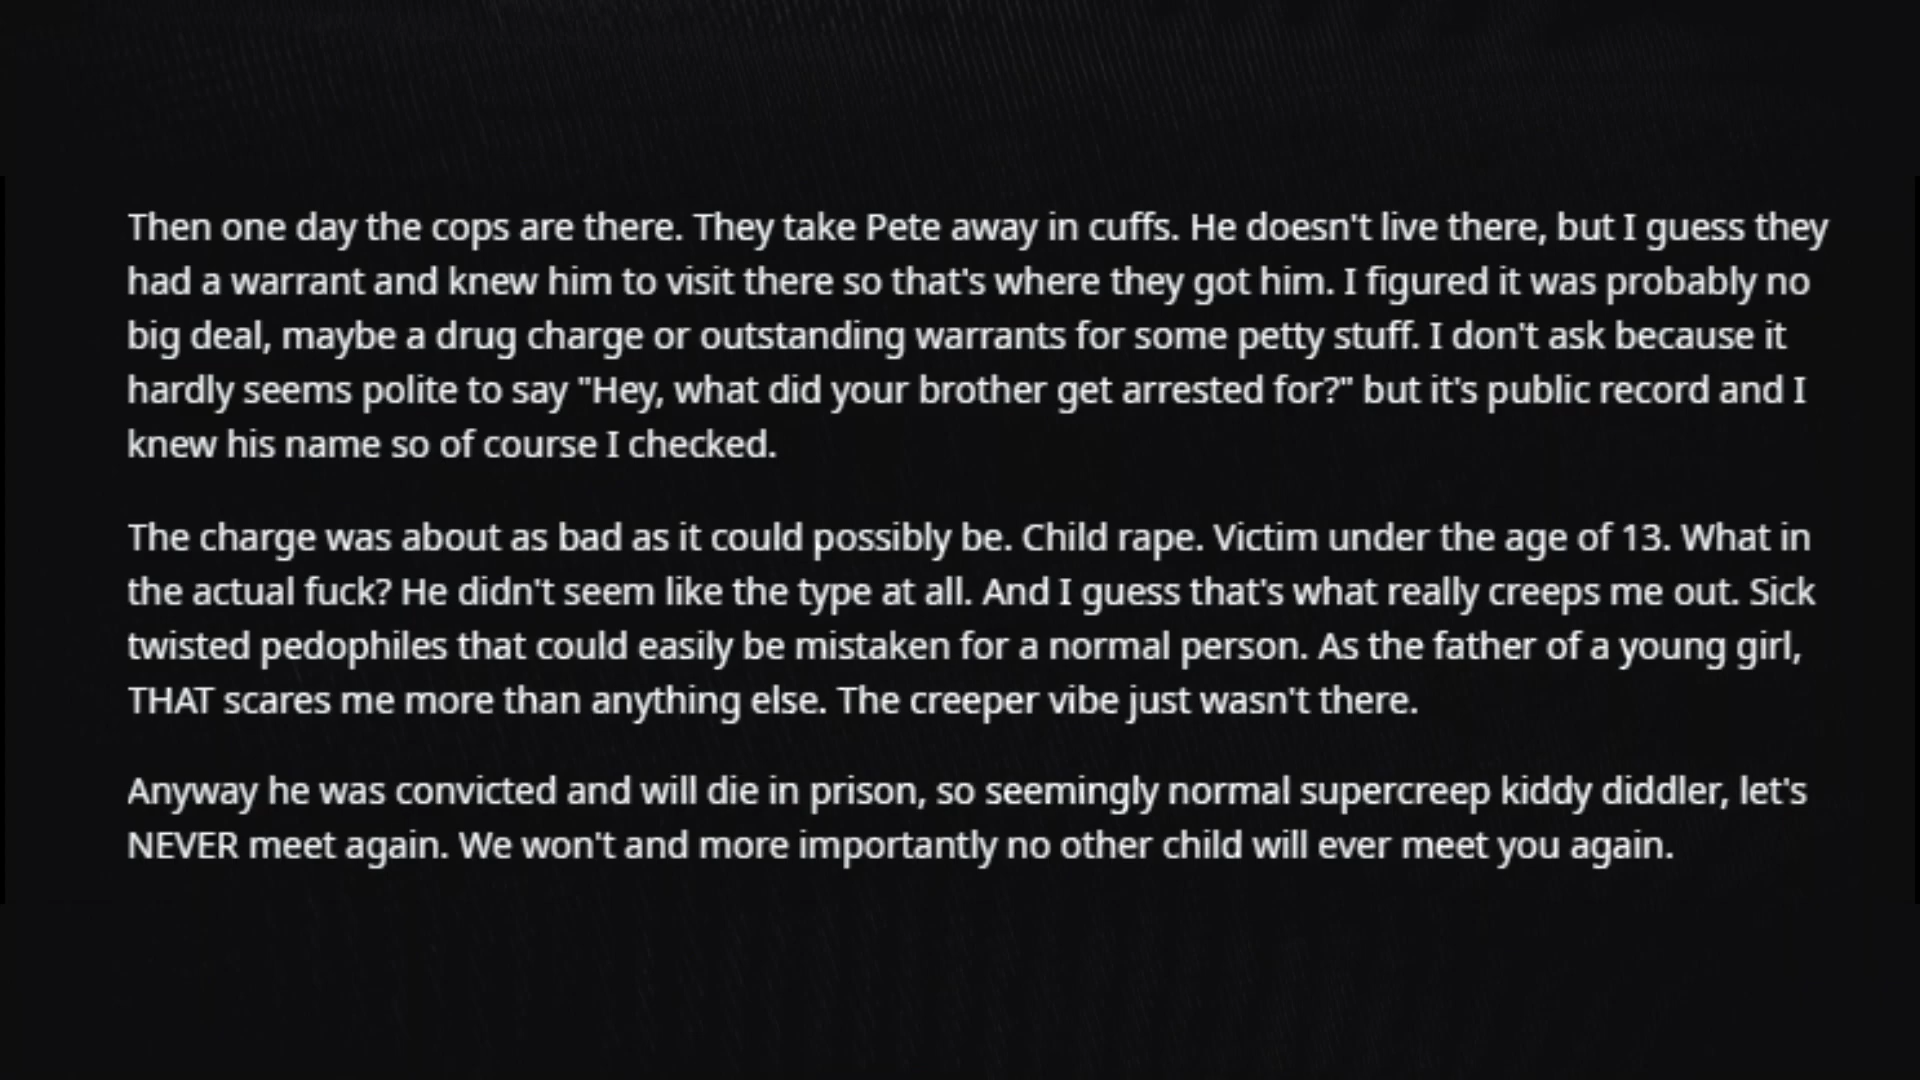 Then one day the cops are there. They take Pete away in cuffs. He doesn't live there, but I guess they
had a warrant and knew him to visit there so that's where they got him. I figured it was probably no
big deal, maybe a drug charge or outstanding warrants for some petty stuff. I don't ask because it
hardly seems polite to say "Hey, what did your brother get arrested for?" but it's public record and I
knew his name so of course I checked.
The charge was about as bad as it could possibly be. Child rape. Victim under the age of 13. What in
the actual fuck? He didn't seem like the type at all. And I guess that's what really creeps me out. Sick
twisted pedophiles that could easily be mistaken for a normal person. As the father of a young girl,
THAT scares me more than anything else. The creeper vibe just wasn't there.
Anyway he was convicted and will die in prison, so seemingly normal supercreep kiddy diddler, let's
NEVER meet again. We won't and more importantly no other child will ever meet you again.